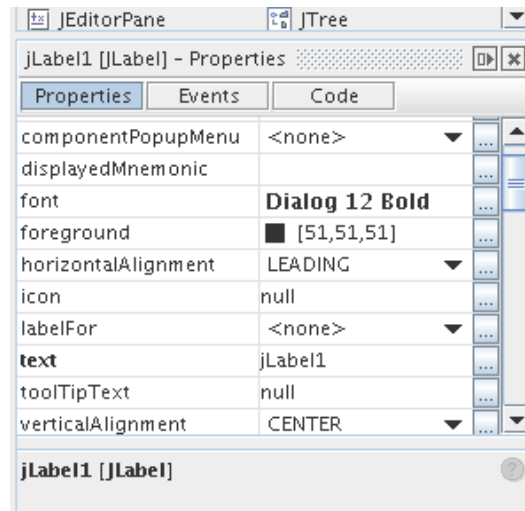 JEditorPane JTree
jLabel1 [JLabel] - Properties
Properties Events Code
componentPopupMenu <none> ...
displayedMnemonic ...
font Dialog 12 Bold ...
foreground [51,51,51] ...
horizontalAlignment LEADING ...
icon null ...
labelFor <none> ...
text jLabel1 ...
toolTipText null ...
verticalAlignment CENTER ...
jLabel1 [JLabel] ?